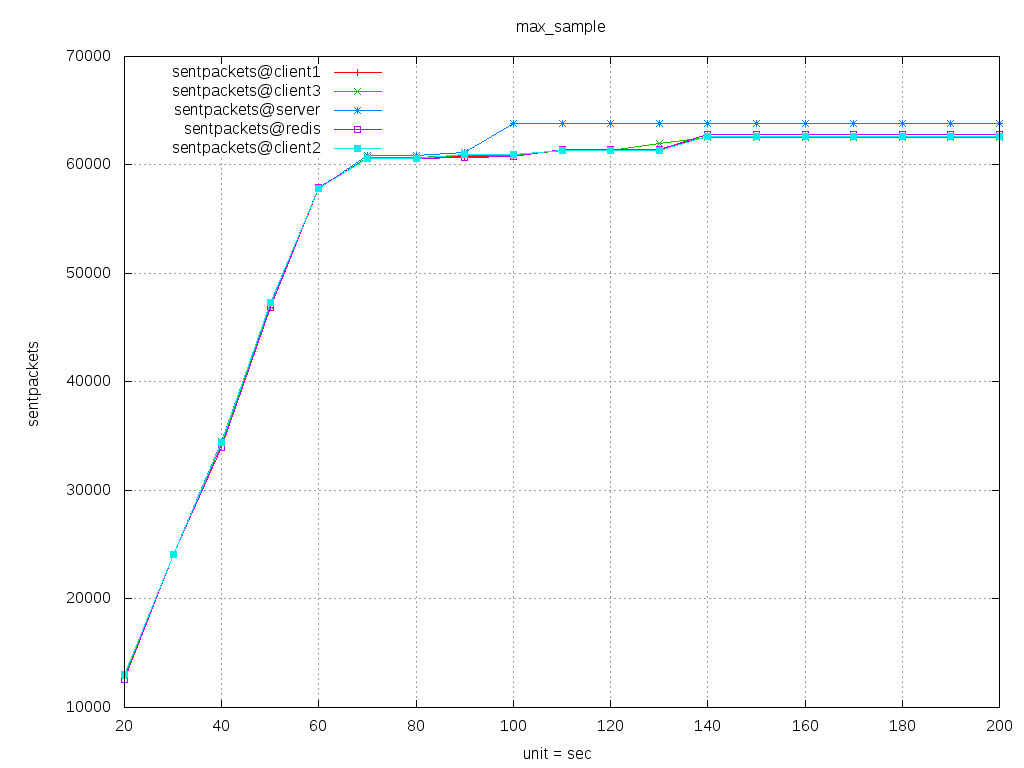 max_sample
70000
60000
50000
40000
30000
20000
10000
sentpackets
sentpackets@client1
sentpackets@client3
sentpackets@server
sentpackets@redis
sentpackets@client2
20 40 60 80 100 120 140 160 180 200
unit = sec